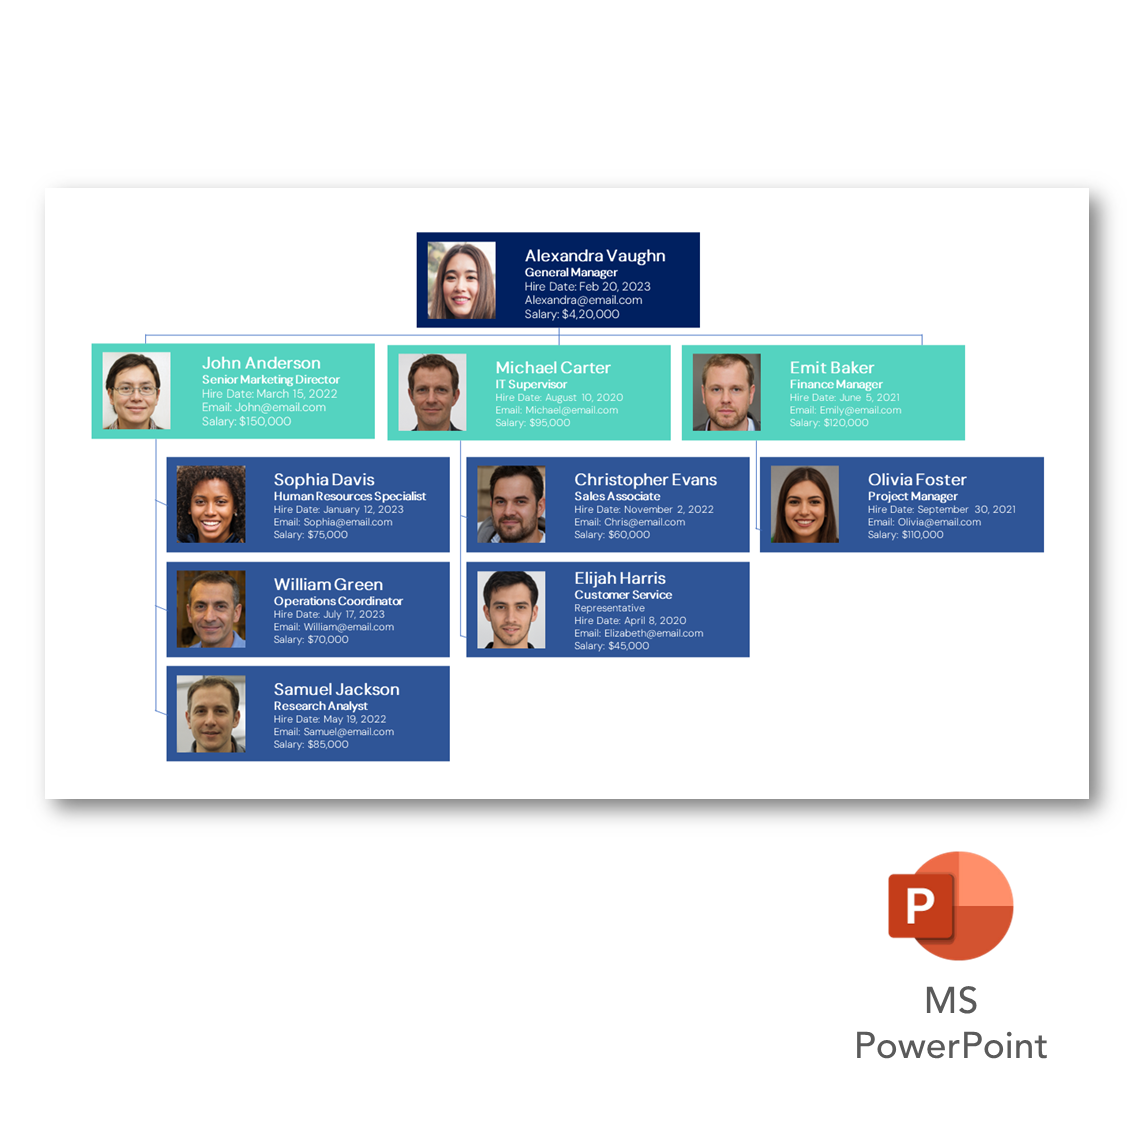 Alexandra Vaughn
General Manager
Hire Date: Feb 20, 2023
Alexandra@email.com
Salary: $4,20,000
John Anderson
Senior Marketing Director
Hire Date: March 15, 2022
Email: John@email.com
Salary: $150,000
Michael Carter
IT Supervisor
Hire Date: August 10, 2020
Email: Michael@email.com
Salary: $95,000
Emit Baker
Finance Manager
Hire Date: June 5, 2021
Email: Emily@email.com
Salary: $120,000
Sophia Davis
Human Resources Specialist
Hire Date: January 12, 2023
Email: Sophia@email.com
Salary: $75,000
Christopher Evans
Sales Associate
Hire Date: November 2, 2022
Email: Chris@email.com
Salary: $60,000
Olivia Foster
Project Manager
Hire Date: September 30, 2021
Email: Olivia@email.com
Salary: $110,000
William Green
Operations Coordinator
Hire Date: July 17, 2023
Email: William@email.com
Salary: $70,000
Elijah Harris
Customer Service
Representative
Hire Date: April 8, 2020
Email: Elizabeth@email.com
Salary: $45,000
Samuel Jackson
Research Analyst
Hire Date: May 19, 2022
Email: Samuel@email.com
Salary: $85,000
P
MS
PowerPoint